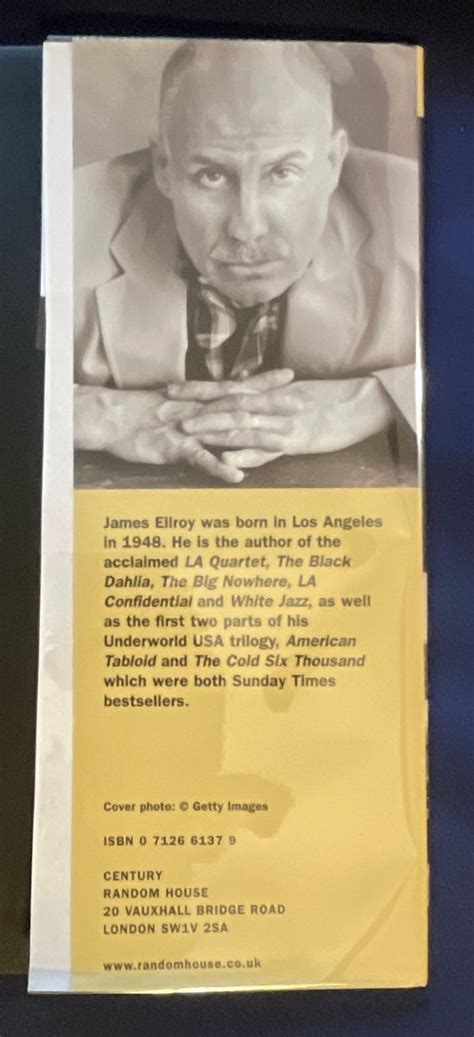 James Ellroy was born in Los Angeles
in 1948. He is the author of the
acclaimed LA Quartet, The Black
Dahlia, The Big Nowhere, LA
Confidential and White Jazz, as well
as the first two parts of his
Underworld USA trilogy, American
Tabloid and The Cold Six Thousand
which were both Sunday Times
bestsellers.
Cover photo: © Getty Images
ISBN 0 7126 6137 9
CENTURY
RANDOM HOUSE
20 VAUXHALL BRIDGE ROAD
LONDON SW1V 2SA
www.randomhouse.co.uk